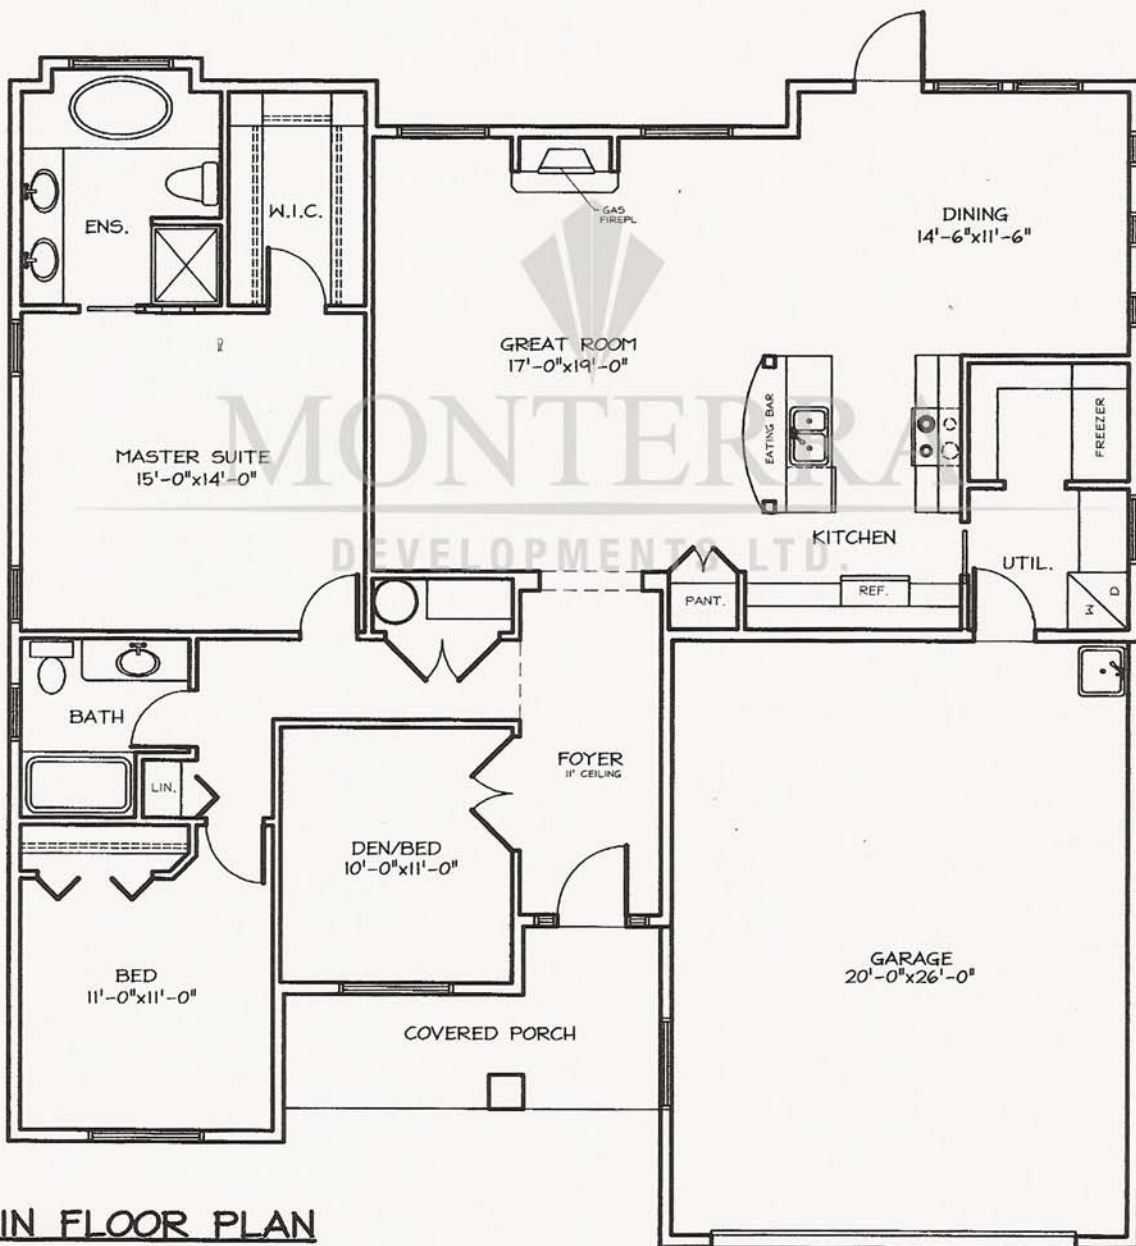 ENS.
W.I.C.
GAS
FIREPL
DINING
14'-6"x11'-6"
GREAT ROOM
17'-0"x19'-0"
EATING BAR
FREEZER
MASTER SUITE
15'-0"x14'-0"
MONTERRA
DEVELOPMENTS LTD.
KITCHEN
UTIL.
PANT.
REF.
W
D
BATH
LIN.
FOYER
11' CEILING
DEN/BED
10'-0"x11'-0"
BED
11'-0"x11'-0"
GARAGE
20'-0"x26'-0"
COVERED PORCH
IN FLOOR PLAN